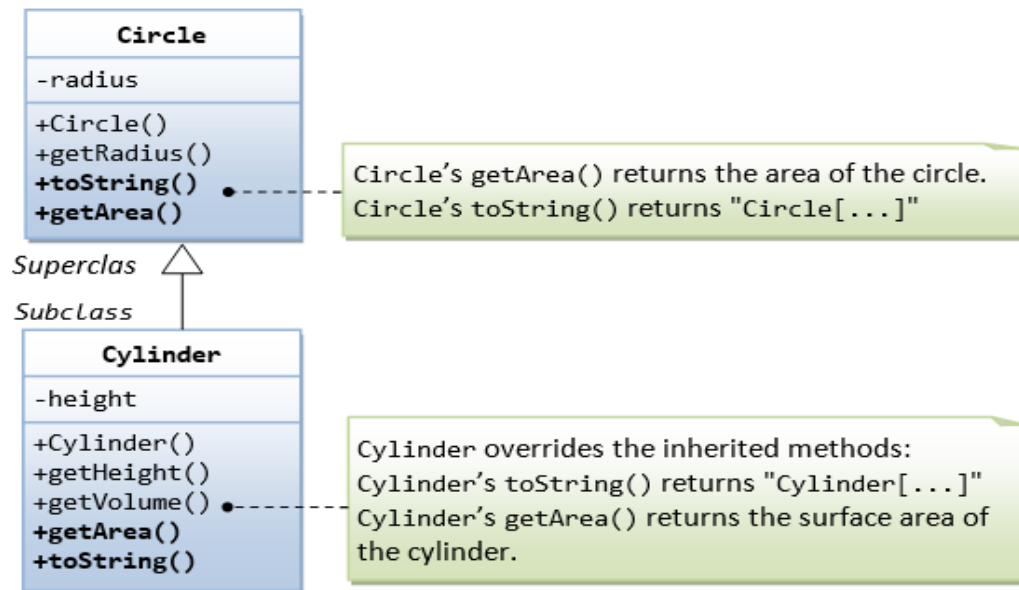 Circle
-radius
+Circle()
+getRadius()
+toString()
+getArea()
Circle's getArea() returns the area of the circle.
Circle's toString() returns "Circle[...]"
Superclas
Subclass
Cylinder
-height
+Cylinder()
+getHeight()
+getVolume()
+getArea()
+toString()
Cylinder overrides the inherited methods:
Cylinder's toString() returns "Cylinder[...]"
Cylinder's getArea() returns the surface area of
the cylinder.